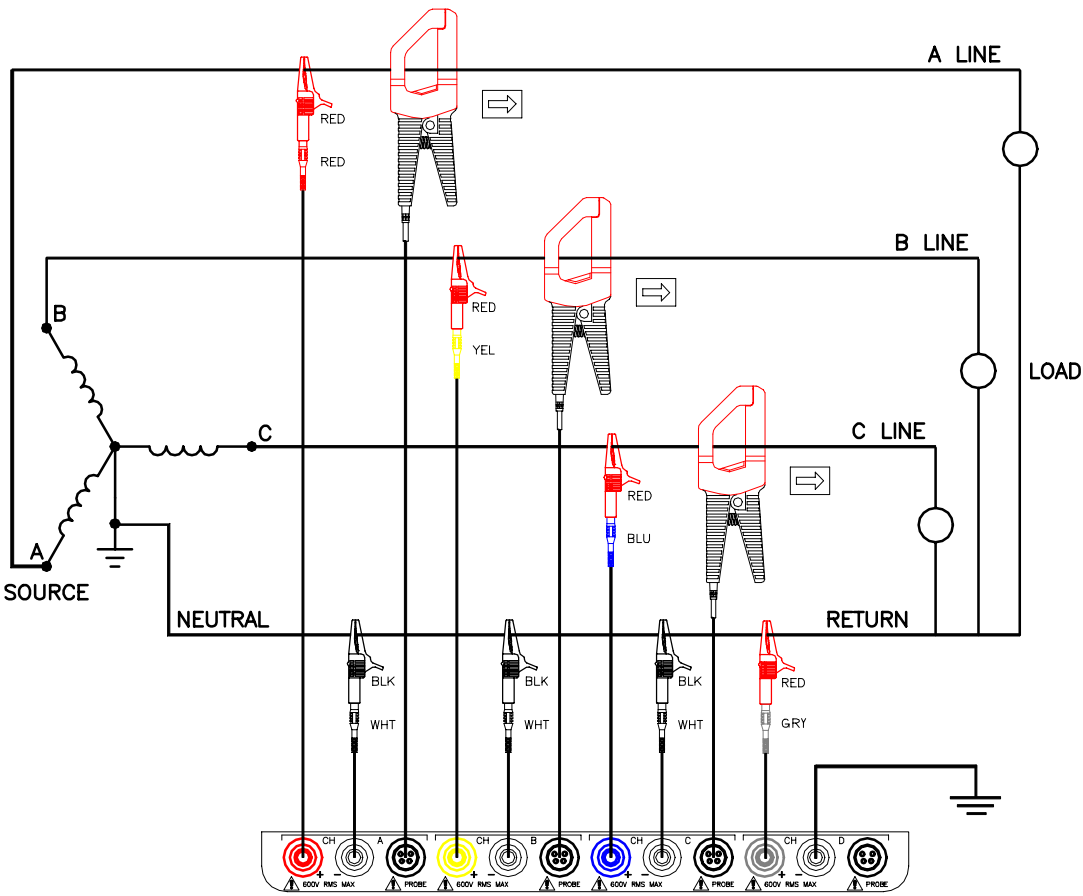 A LINE
RED
RED
B LINE
RED
B
YEL
LOAD
C
C LINE
RED
BLU
A
SOURCE
NEUTRAL
RETURN
BLK
BLK
BLK
RED
WHT
WHT
WHT
GRY
CH A CH B CH C CH D
+ − + − + − + −
600V RMS MAX PROBE 600V RMS MAX PROBE 600V RMS MAX PROBE 600V RMS MAX PROBE